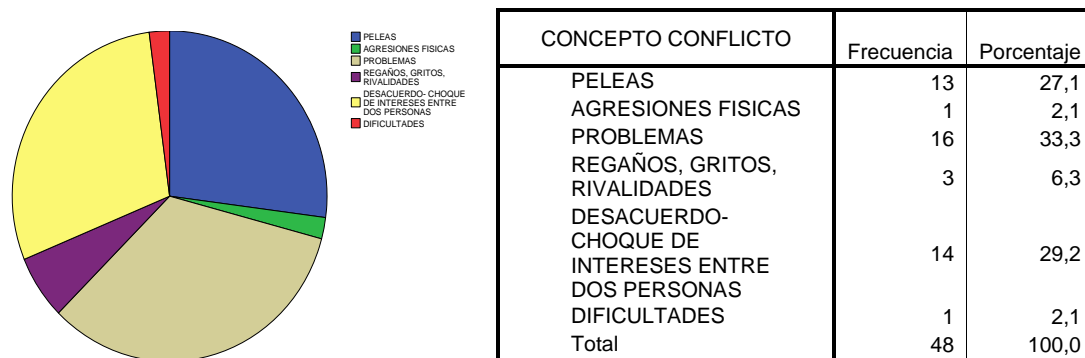 PELEAS
AGRESIONES FISICAS
PROBLEMAS
REGAÑOS, GRITOS,
RIVALIDADES
DESACUERDO- CHOQUE
DE INTERESES ENTRE
DOS PERSONAS
DIFICULTADES
CONCEPTO CONFLICTO Frecuencia Porcentaje
PELEAS 13 27,1
AGRESIONES FISICAS 1 2,1
PROBLEMAS 16 33,3
REGAÑOS, GRITOS,
RIVALIDADES 3 6,3
DESACUERDO-
CHOQUE DE
INTERESES ENTRE
DOS PERSONAS 14 29,2
DIFICULTADES 1 2,1
Total 48 100,0